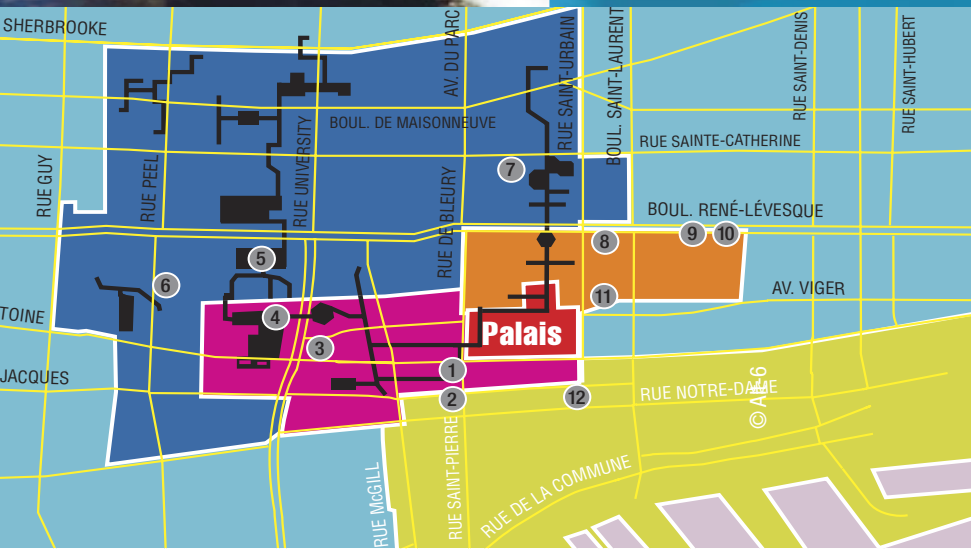 SHERBROOKE
AV. DU PARC
RUE SAINT-URBAIN
BOUL. SAINT-LAURENT
RUE SAINT-DENIS
RUE SAINT-HUBERT
BOUL. DE MAISONNEUVE
RUE SAINTE-CATHERINE
RUE GUY
RUE PEEL
RUE UNIVERSITY
RUE DE BLEURY
7
BOUL. RENÉ-LÉVESQUE
8
9
10
5
6
11
AV. VIGER
TOINE
4
3
Palais
JACQUES
1
2
12
RUE NOTRE-DAME
RUE McGILL
RUE SAINT-PIERRE
RUE DE LA COMMUNE